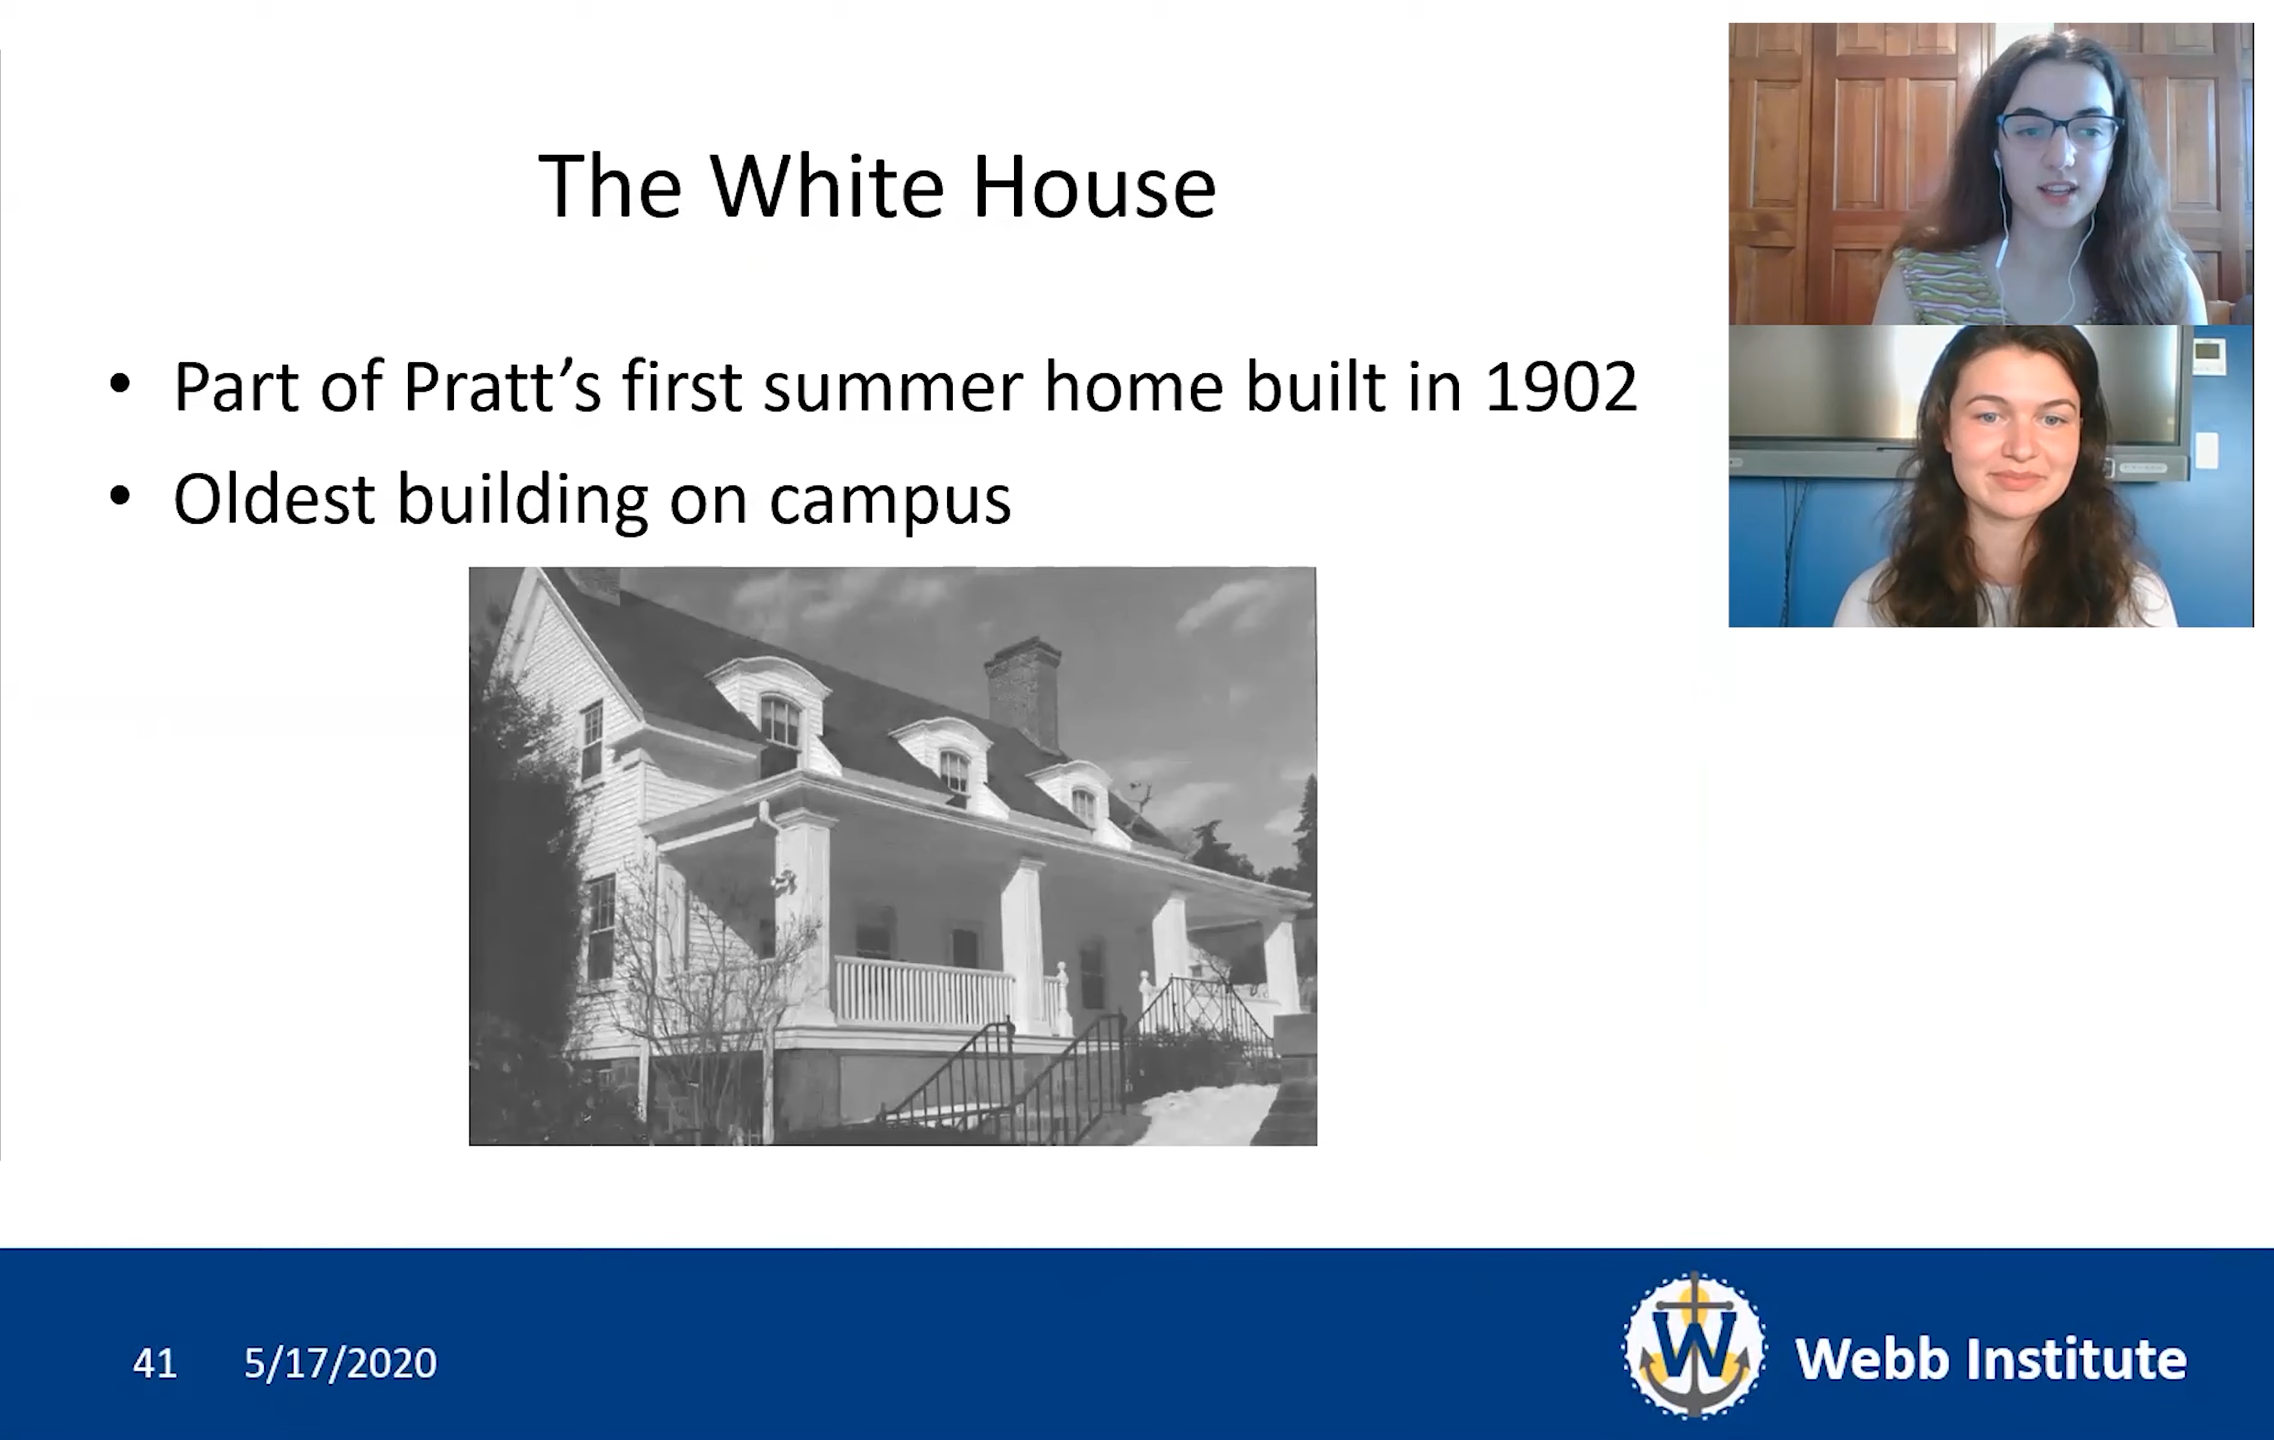 The White House
• Part of Pratt’s first summer home built in 1902
• Oldest building on campus
41 5/17/2020
W
Webb Institute